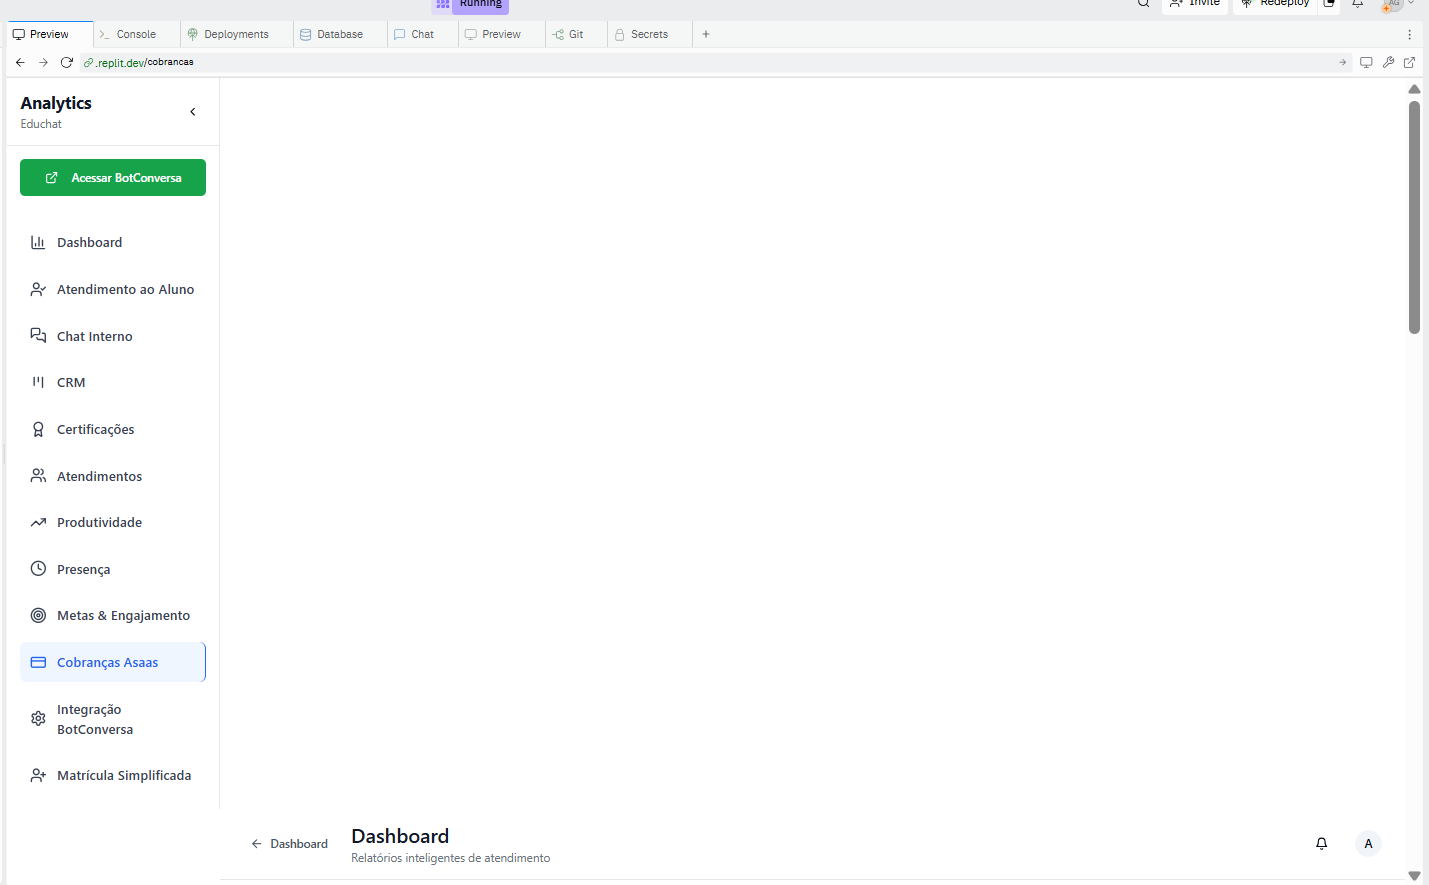 Running
Invite
Redeploy
AG
Preview
Console
Deployments
Database
Chat
Preview
Git
Secrets
.replit.dev/cobrancas
Analytics
Educhat
Acessar BotConversa
Dashboard
Atendimento ao Aluno
Chat Interno
CRM
Certificações
Atendimentos
Produtividade
Presença
Metas & Engajamento
Cobranças Asaas
Integração
BotConversa
Matrícula Simplificada
Dashboard
Dashboard
Relatórios inteligentes de atendimento
A